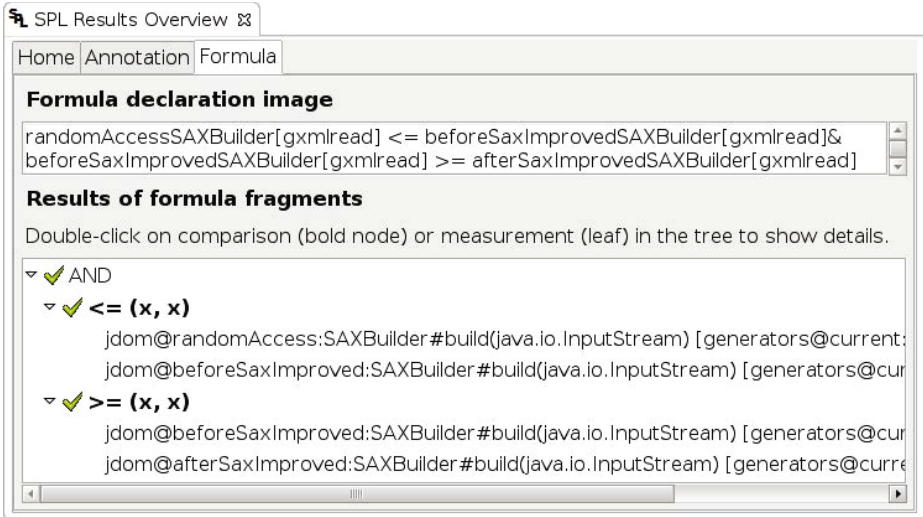 SPL SPL Results Overview
Home Annotation Formula
Formula declaration image
randomAccessSAXBuilder[gxmlread] <= beforeSaxImprovedSAXBuilder[gxmlread]&
beforeSaxImprovedSAXBuilder[gxmlread] >= afterSaxImprovedSAXBuilder[gxmlread]
Results of formula fragments
Double-click on comparison (bold node) or measurement (leaf) in the tree to show details.
AND
<= (x, x)
jdom@randomAccess:SAXBuilder#build(java.io.InputStream) [generators@current:
jdom@beforeSaxImproved:SAXBuilder#build(java.io.InputStream) [generators@cur
>= (x, x)
jdom@beforeSaxImproved:SAXBuilder#build(java.io.InputStream) [generators@cur
jdom@afterSaxImproved:SAXBuilder#build(java.io.InputStream) [generators@curre